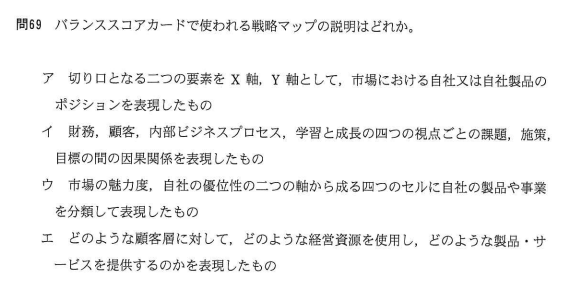 問69 バランススコアカードで使われる戦略マップの説明はどれか。
ア 切り口となる二つの要素を X 軸，Y 軸として，市場における自社又は自社製品の
ポジションを表現したもの
イ 財務，顧客，内部ビジネスプロセス，学習と成長の四つの視点ごとの課題，施策，
目標の間の因果関係を表現したもの
ウ 市場の魅力度，自社の優位性の二つの軸から成る四つのセルに自社の製品や事業
を分類して表現したもの
エ どのような顧客層に対して，どのような経営資源を使用し，どのような製品・サ
ービスを提供するのかを表現したもの